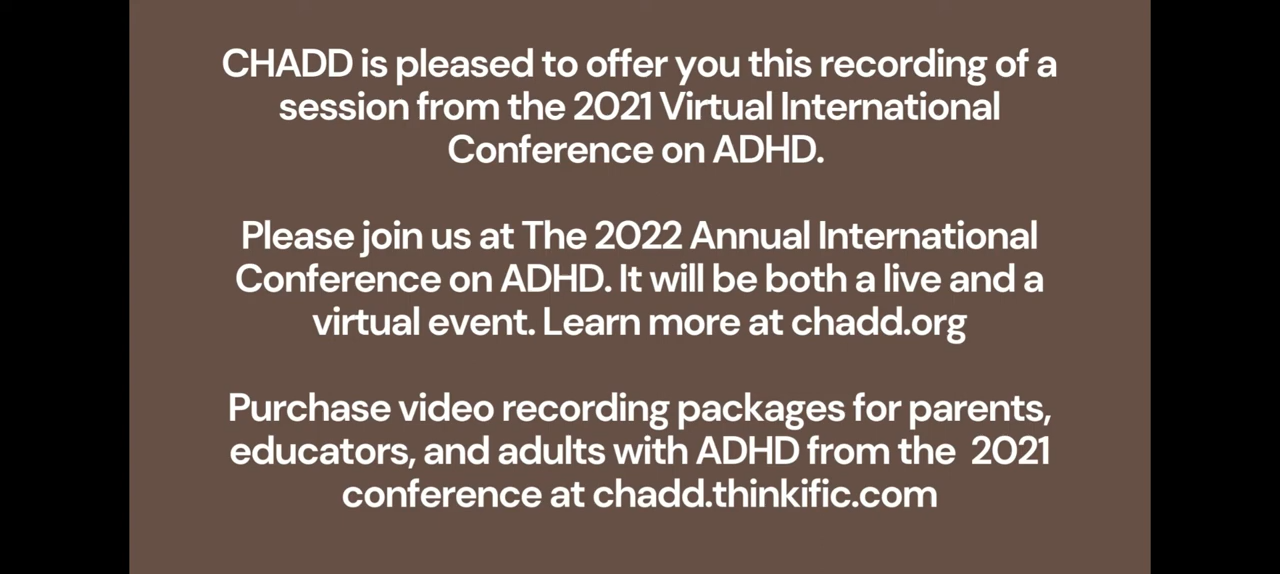 CHADD is pleased to offer you this recording of a
session from the 2021 Virtual International
Conference on ADHD.
Please join us at The 2022 Annual International
Conference on ADHD. It will be both a live and a
virtual event. Learn more at chadd.org
Purchase video recording packages for parents,
educators, and adults with ADHD from the 2021
conference at chadd.thinkific.com